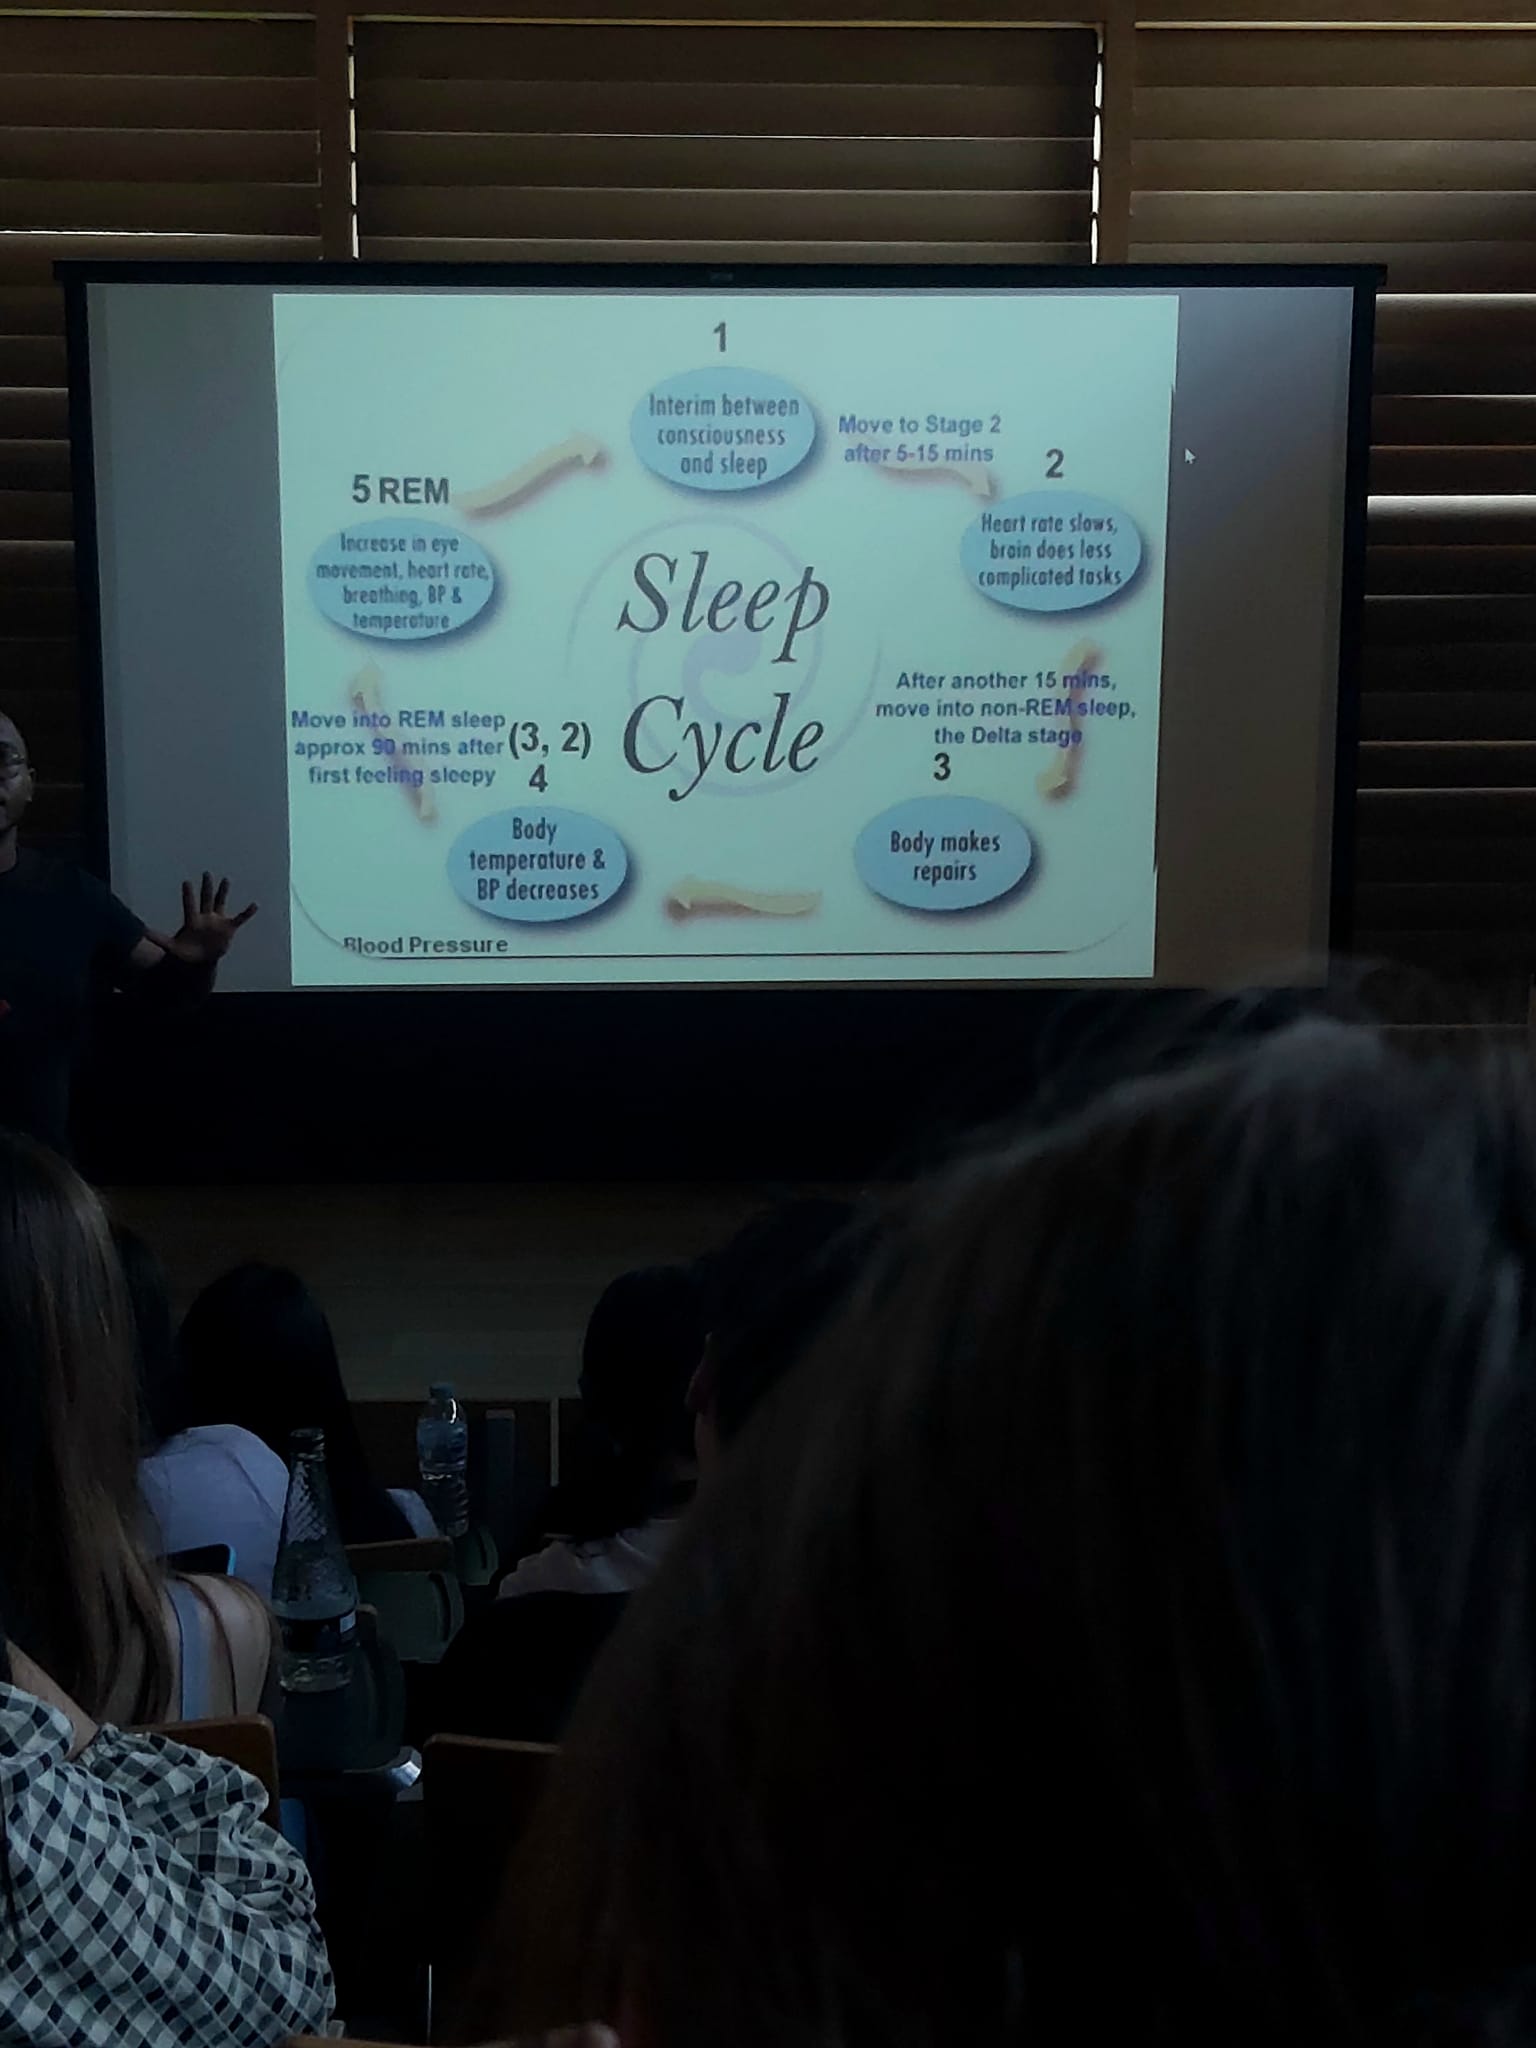 1
Interim between
consciousness
and sleep
Move to Stage 2
after 5-15 mins
2
Heart rate slows,
brain does less
complicated tasks
After another 15 mins,
move into non-REM sleep,
the Delta stage
3
Body makes
repairs
(3, 2)
4
Body
temperature &
BP decreases
Move into REM sleep
approx 90 mins after
first feeling sleepy
5 REM
Increase in eye
movement, heart rate,
breathing, BP &
temperature
Sleep
Cycle
Blood Pressure